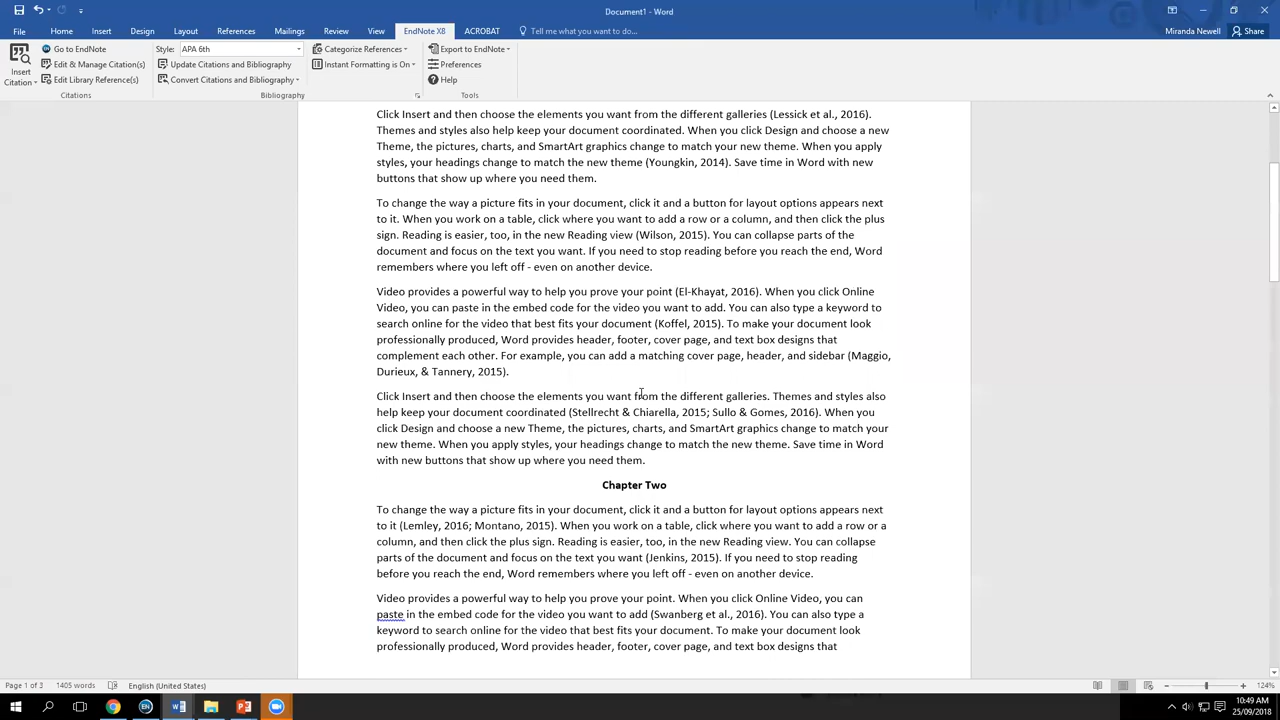 Document1 - Word
File Home Insert Design Layout References Mailings Review View EndNote X8 ACROBAT Tell me what you want to do... Miranda Newell Share
Insert Citation
Go to EndNote
Edit & Manage Citation(s)
Edit Library Reference(s)
Citations
Style: APA 6th
Update Citations and Bibliography
Convert Citations and Bibliography
Categorize References
Instant Formatting is On
Bibliography
Export to EndNote
Preferences
Help
Tools
Click Insert and then choose the elements you want from the different galleries (Lessick et al., 2016).
Themes and styles also help keep your document coordinated. When you click Design and choose a new
Theme, the pictures, charts, and SmartArt graphics change to match your new theme. When you apply
styles, your headings change to match the new theme (Youngkin, 2014). Save time in Word with new
buttons that show up where you need them.
To change the way a picture fits in your document, click it and a button for layout options appears next
to it. When you work on a table, click where you want to add a row or a column, and then click the plus
sign. Reading is easier, too, in the new Reading view (Wilson, 2015). You can collapse parts of the
document and focus on the text you want. If you need to stop reading before you reach the end, Word
remembers where you left off - even on another device.
Video provides a powerful way to help you prove your point (El-Khayat, 2016). When you click Online
Video, you can paste in the embed code for the video you want to add. You can also type a keyword to
search online for the video that best fits your document (Koffel, 2015). To make your document look
professionally produced, Word provides header, footer, cover page, and text box designs that
complement each other. For example, you can add a matching cover page, header, and sidebar (Maggio,
Durieux, & Tannery, 2015).
Click Insert and then choose the elements you want from the different galleries. Themes and styles also
help keep your document coordinated (Stellrecht & Chiarella, 2015; Sullo & Gomes, 2016). When you
click Design and choose a new Theme, the pictures, charts, and SmartArt graphics change to match your
new theme. When you apply styles, your headings change to match the new theme. Save time in Word
with new buttons that show up where you need them.
Chapter Two
To change the way a picture fits in your document, click it and a button for layout options appears next
to it (Lemley, 2016; Montano, 2015). When you work on a table, click where you want to add a row or a
column, and then click the plus sign. Reading is easier, too, in the new Reading view. You can collapse
parts of the document and focus on the text you want (Jenkins, 2015). If you need to stop reading
before you reach the end, Word remembers where you left off - even on another device.
Video provides a powerful way to help you prove your point. When you click Online Video, you can
paste in the embed code for the video you want to add (Swanberg et al., 2016). You can also type a
keyword to search online for the video that best fits your document. To make your document look
professionally produced, Word provides header, footer, cover page, and text box designs that
Page 1 of 3 1405 words English (United States) 124%
10:49 AM
25/09/2018